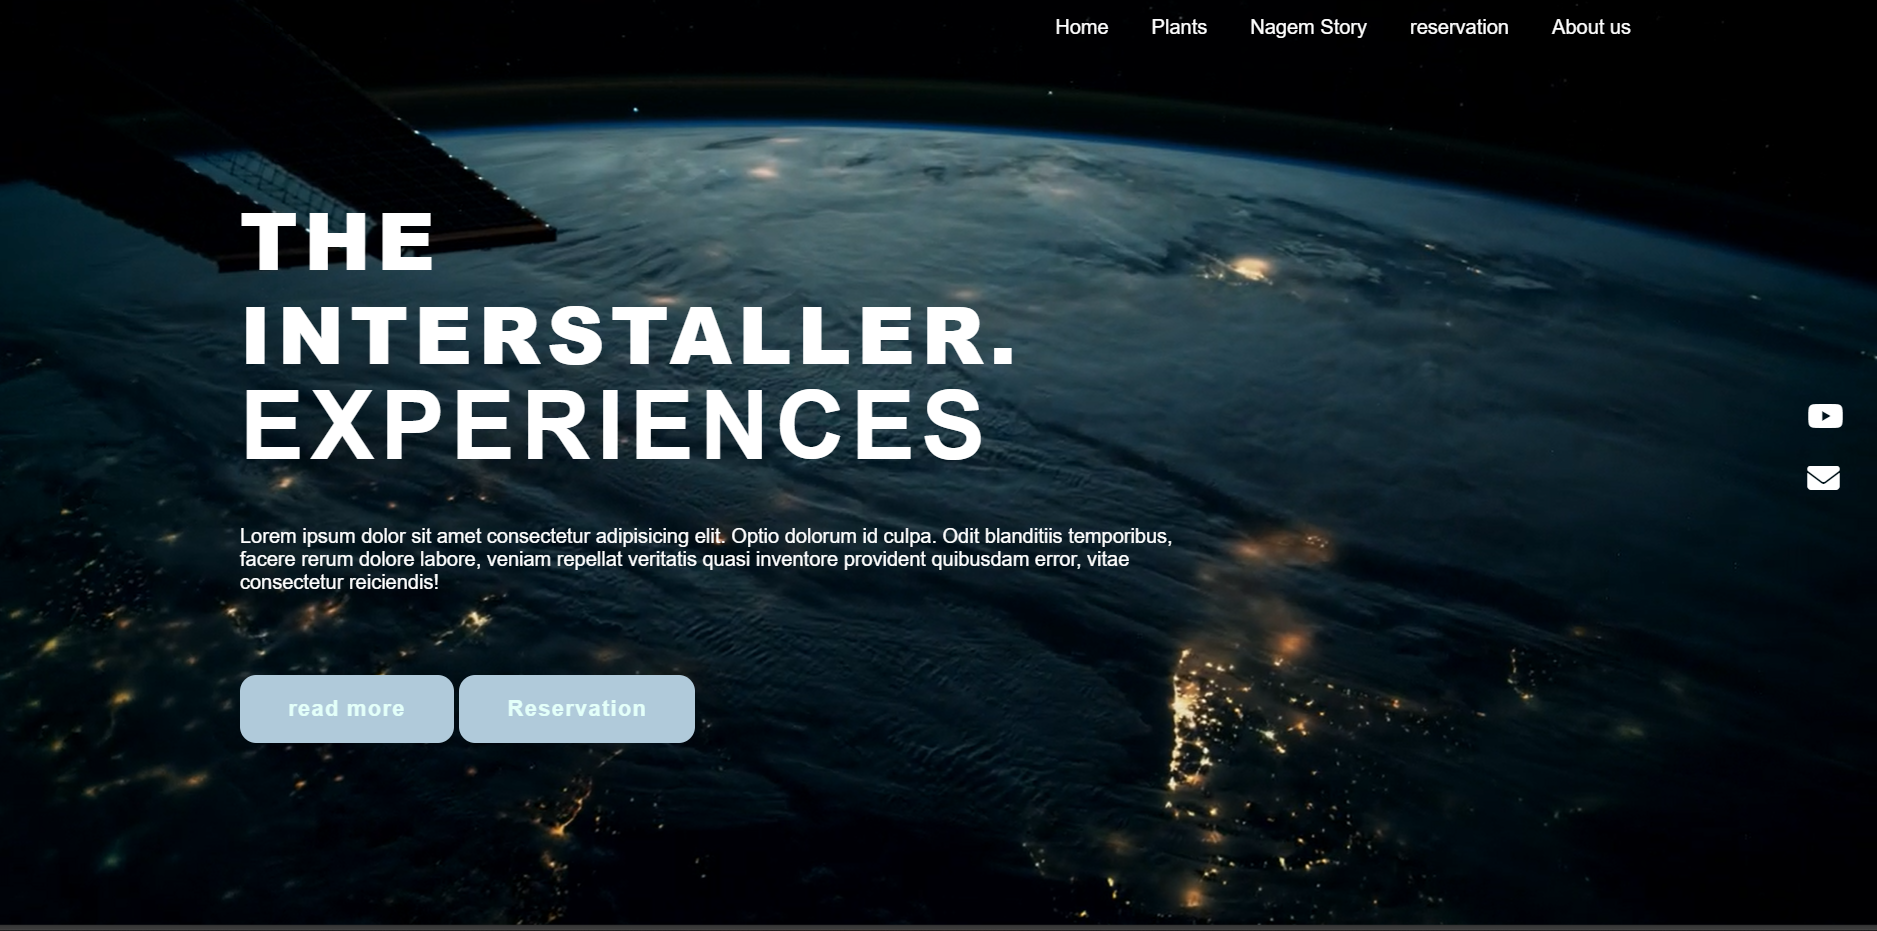 Home Plants Nagem Story reservation About us
THE
INTERSTALLER.
EXPERIENCES
Lorem ipsum dolor sit amet consectetur adipisicing elit. Optio dolorum id culpa. Odit blanditiis temporibus,
facere rerum dolore labore, veniam repellat veritatis quasi inventore provident quibusdam error, vitae
consectetur reiciendis!
read more Reservation